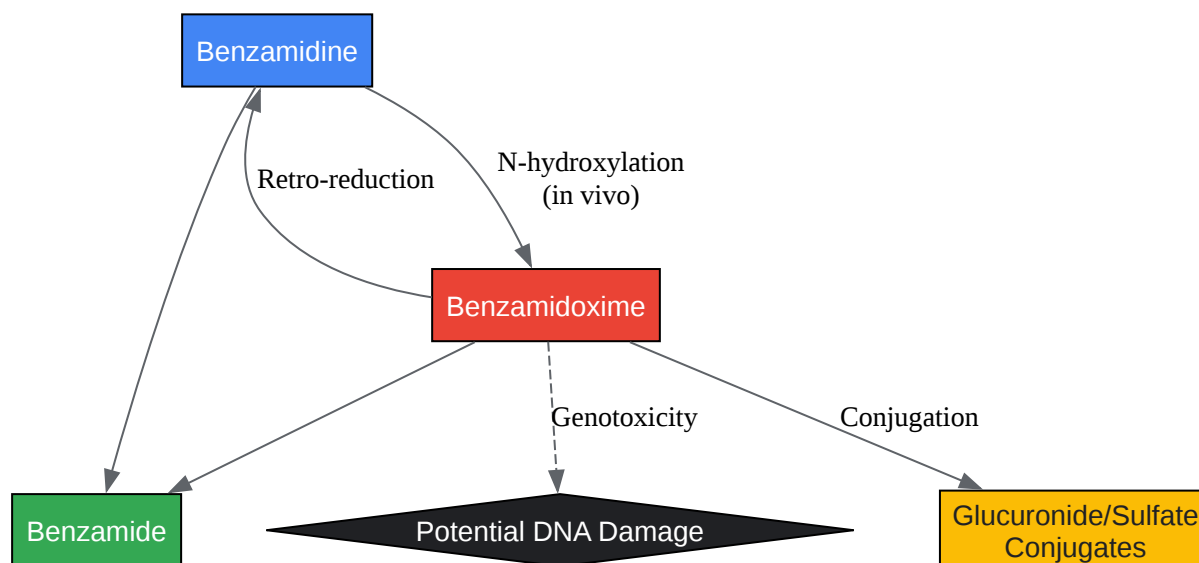 Benzamidine
Retro-reduction
N-hydroxylation
(in vivo)
Benzamidoxime
Genotoxicity
Conjugation
Benzamide
Potential DNA Damage
Glucuronide/Sulfate
Conjugates